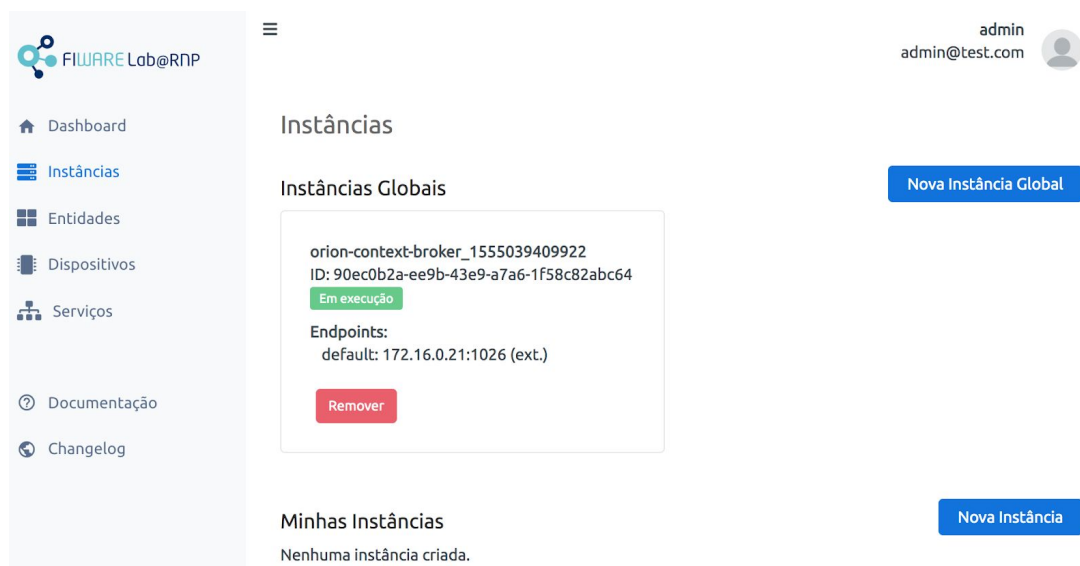 FIWARE Lab@RNP
Dashboard
Instâncias
Entidades
Dispositivos
Serviços
Documentação
Changelog
admin
admin@test.com
Instâncias
Instâncias Globais
Nova Instância Global
orion-context-broker_1555039409922
ID: 90ec0b2a-ee9b-43e9-a7a6-1f58c82abc64
Em execução
Endpoints:
default: 172.16.0.21:1026 (ext.)
Remover
Minhas Instâncias
Nova Instância
Nenhuma instância criada.